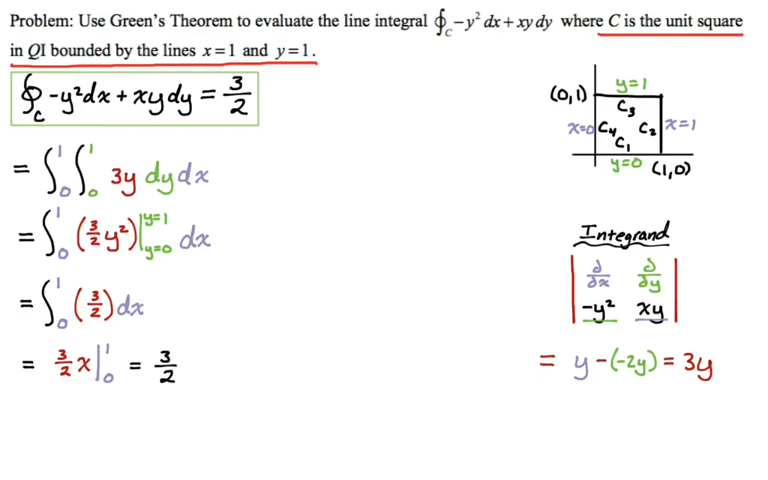 Problem: Use Green's Theorem to evaluate the line integral ∮_C −y² dx + xy dy where C is the unit square
in QI bounded by the lines x = 1 and y = 1.
∮_C −y²dx + xydy = 3/2
= ∫₀¹ ∫₀¹ 3y dy dx
= ∫₀¹ (3/2 y²) |_{y=0}^{y=1} dx
= ∫₀¹ (3/2) dx
= 3/2 x |₀¹ = 3/2
y=1
(0,1)
C₃
x=0 C₄ C₂ x=1
C₁
y=0 (1,0)
Integrand
| ∂/∂x ∂/∂y |
| −y² xy |
= y −(−2y) = 3y